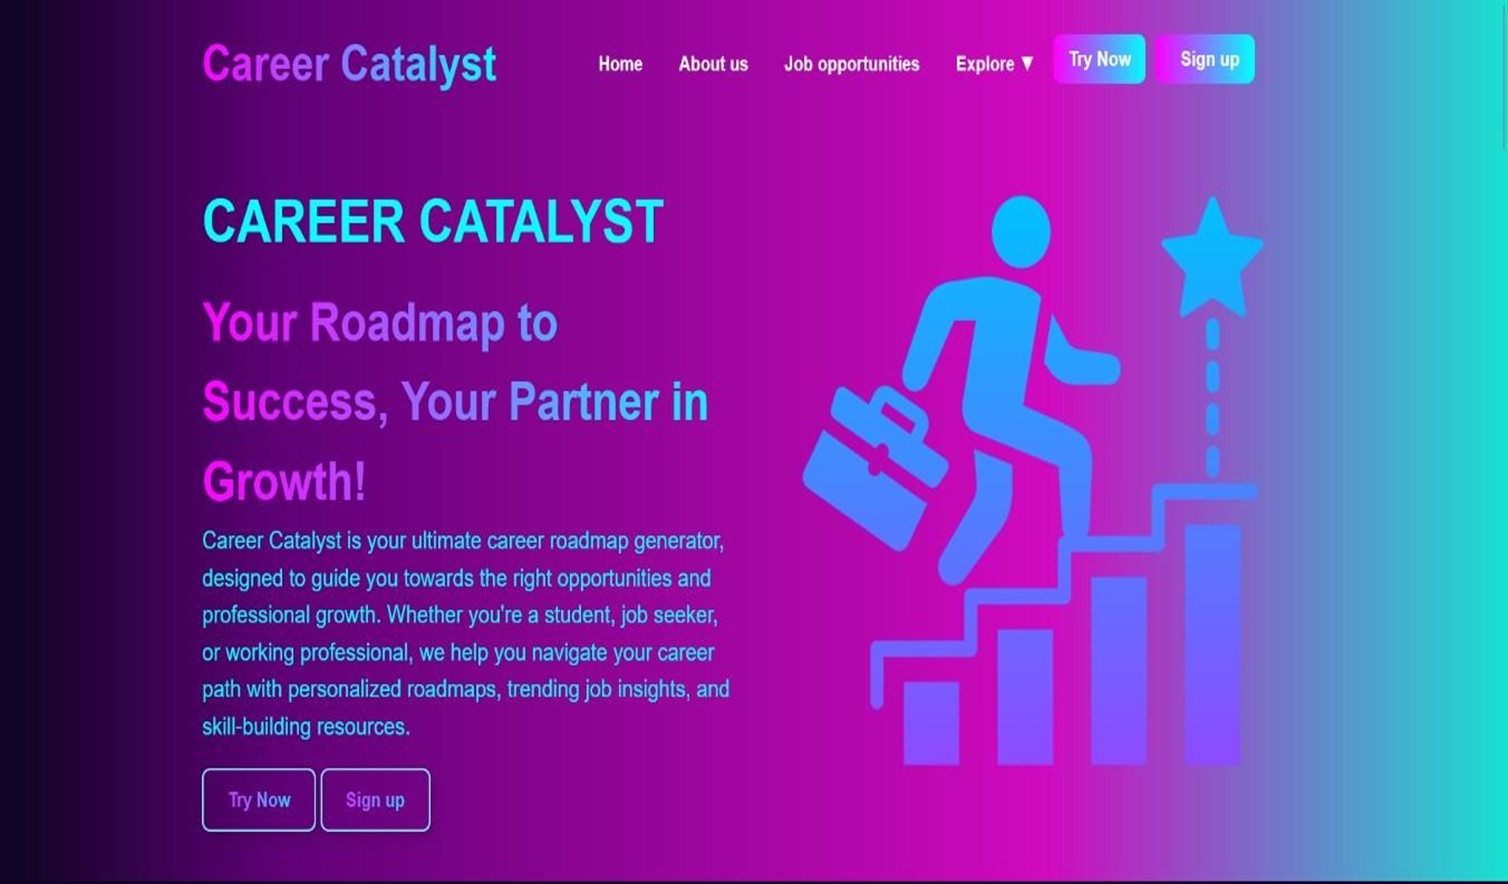 Career Catalyst
Home
About us
Job opportunities
Explore ▼
Try Now
Sign up
CAREER CATALYST
Your Roadmap to
Success, Your Partner in
Growth!
Career Catalyst is your ultimate career roadmap generator,
designed to guide you towards the right opportunities and
professional growth. Whether you're a student, job seeker,
or working professional, we help you navigate your career
path with personalized roadmaps, trending job insights, and
skill-building resources.
Try Now
Sign up